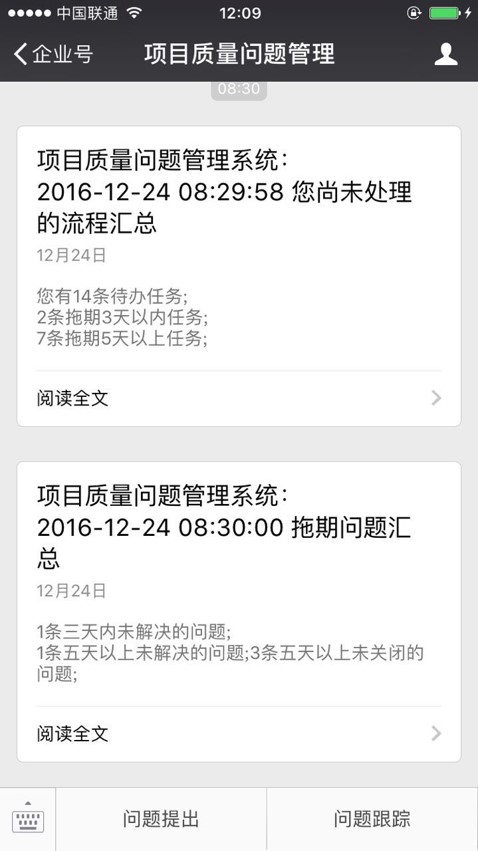 中国联通 12:09
企业号 项目质量问题管理
08:30
项目质量问题管理系统：
2016-12-24 08:29:58 您尚未处理
的流程汇总
12月24日
您有14条待办任务;
2条拖期3天以内任务;
7条拖期5天以上任务;
阅读全文
项目质量问题管理系统：
2016-12-24 08:30:00 拖期问题汇
总
12月24日
1条三天内未解决的问题;
1条五天以上未解决的问题;3条五天以上未关闭的
问题;
阅读全文
问题提出 问题跟踪